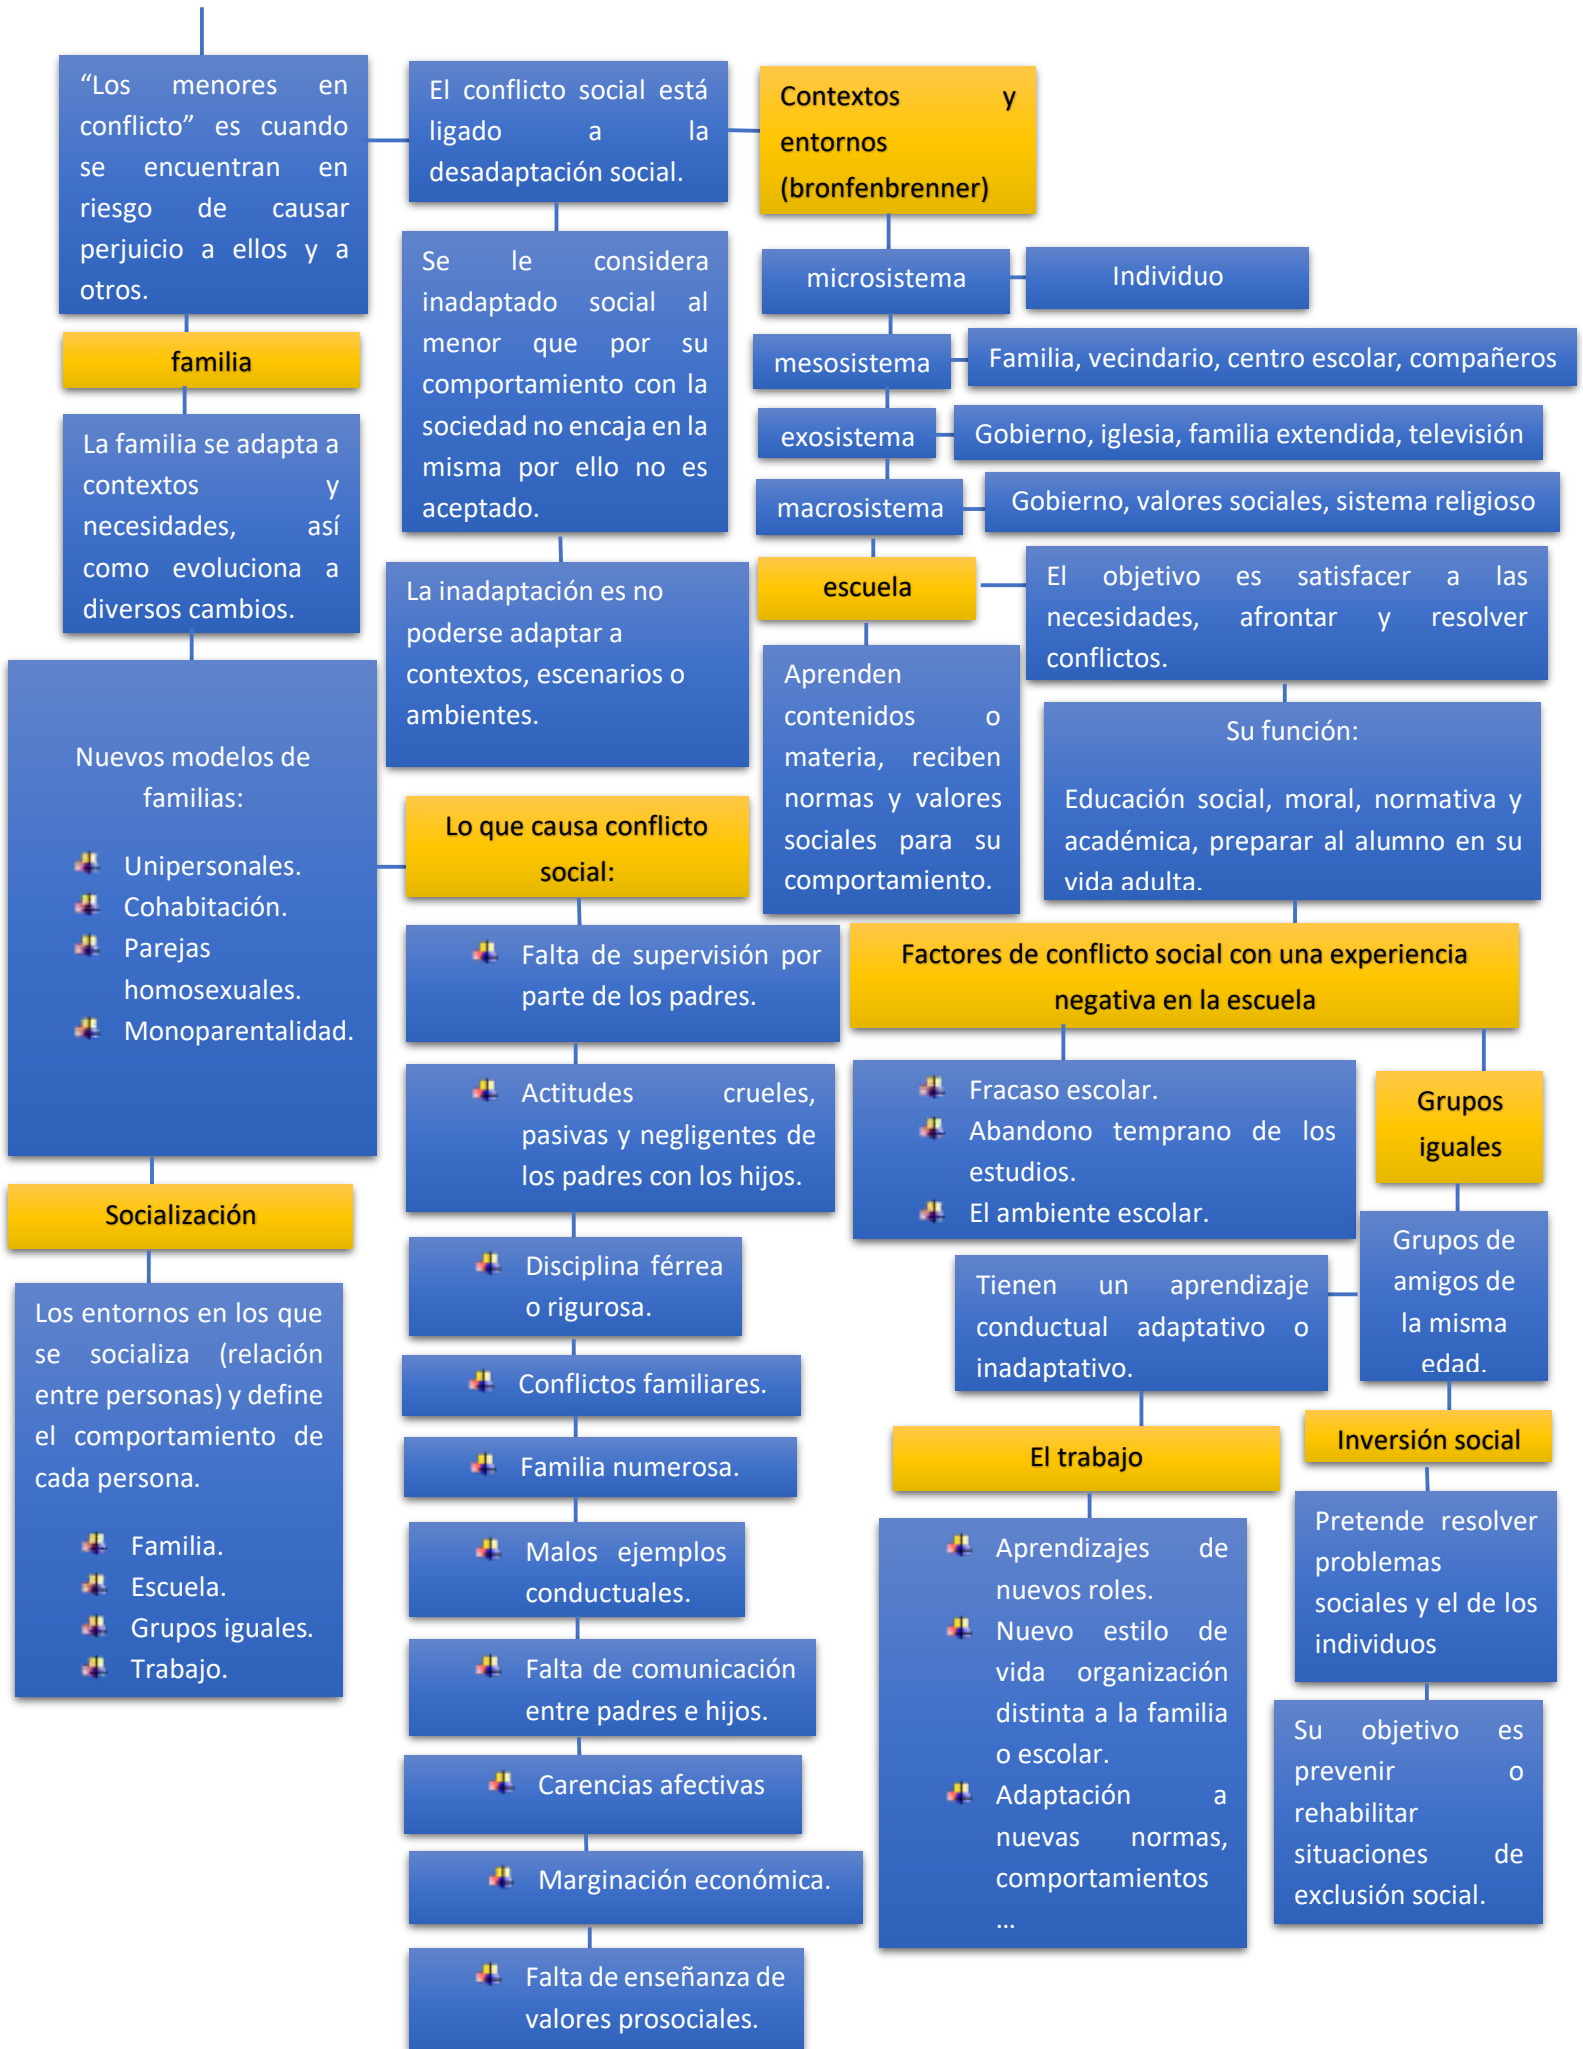 “Los menores en
conflicto” es cuando
se encuentran en
riesgo de causar
perjuicio a ellos y a
otros.
El conflicto social está
ligado a la
desadaptación social.
Contextos y
entornos
(bronfenbrenner)
Se le considera
inadaptado social al
menor que por su
comportamiento con la
sociedad no encaja en la
misma por ello no es
aceptado.
microsistema
Individuo
mesosistema
Familia, vecindario, centro escolar, compañeros
exosistema
Gobierno, iglesia, familia extendida, televisión
macrosistema
Gobierno, valores sociales, sistema religioso
familia
La familia se adapta a
contextos y
necesidades, así
como evoluciona a
diversos cambios.
La inadaptación es no
poderse adaptar a
contextos, escenarios o
ambientes.
escuela
El objetivo es satisfacer a las
necesidades, afrontar y resolver
conflictos.
Aprenden
contenidos o
materia, reciben
normas y valores
sociales para su
comportamiento.
Su función:
Educación social, moral, normativa y
académica, preparar al alumno en su
vida adulta.
Nuevos modelos de
familias:
Unipersonales.
Cohabitación.
Parejas
homosexuales.
Monoparentalidad.
Lo que causa conflicto
social:
Falta de supervisión por
parte de los padres.
Actitudes crueles,
pasivas y negligentes de
los padres con los hijos.
Disciplina férrea
o rigurosa.
Conflictos familiares.
Familia numerosa.
Malos ejemplos
conductuales.
Falta de comunicación
entre padres e hijos.
Carencias afectivas
Marginación económica.
Falta de enseñanza de
valores prosociales.
Factores de conflicto social con una experiencia
negativa en la escuela
Fracaso escolar.
Abandono temprano de los
estudios.
El ambiente escolar.
Grupos
iguales
Grupos de
amigos de
la misma
edad.
Tienen un aprendizaje
conductual adaptativo o
inadaptativo.
Socialización
Los entornos en los que
se socializa (relación
entre personas) y define
el comportamiento de
cada persona.
Familia.
Escuela.
Grupos iguales.
Trabajo.
El trabajo
Aprendizajes de
nuevos roles.
Nuevo estilo de
vida organización
distinta a la familia
o escolar.
Adaptación a
nuevas normas,
comportamientos
…
Inversión social
Pretende resolver
problemas
sociales y el de los
individuos
Su objetivo es
prevenir o
rehabilitar
situaciones de
exclusión social.